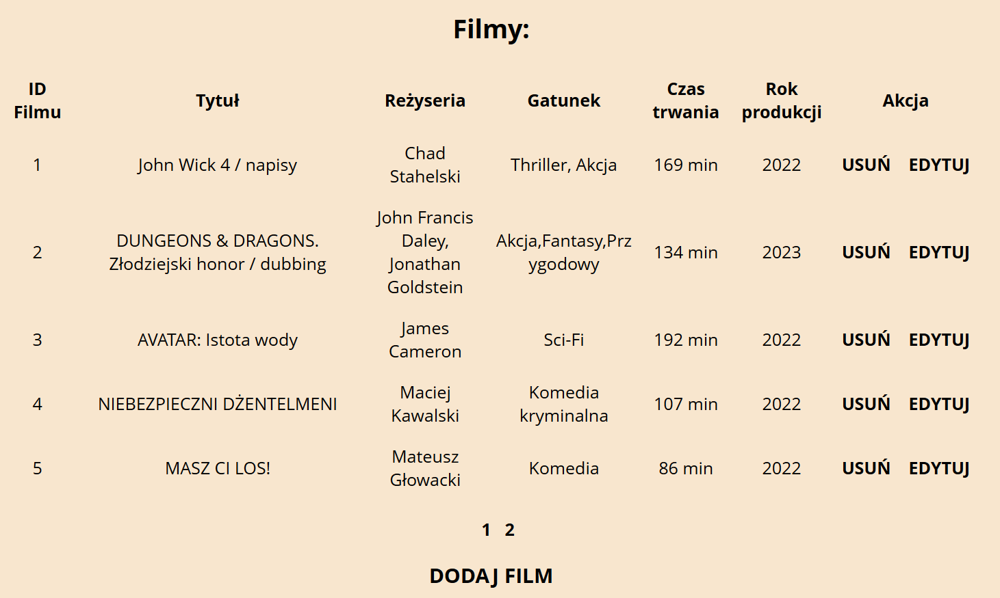 Filmy:
ID Filmu Tytuł Reżyseria Gatunek Czas trwania Rok produkcji Akcja
1 John Wick 4 / napisy Chad Stahelski Thriller, Akcja 169 min 2022 USUŃ EDYTUJ
2 DUNGEONS & DRAGONS. Złodziejski honor / dubbing John Francis Daley, Jonathan Goldstein Akcja,Fantasy,Przygodowy 134 min 2023 USUŃ EDYTUJ
3 AVATAR: Istota wody James Cameron Sci-Fi 192 min 2022 USUŃ EDYTUJ
4 NIEBEZPIECZNI DŻENTELMENI Maciej Kawalski Komedia kryminalna 107 min 2022 USUŃ EDYTUJ
5 MASZ CI LOS! Mateusz Głowacki Komedia 86 min 2022 USUŃ EDYTUJ
1 2
DODAJ FILM